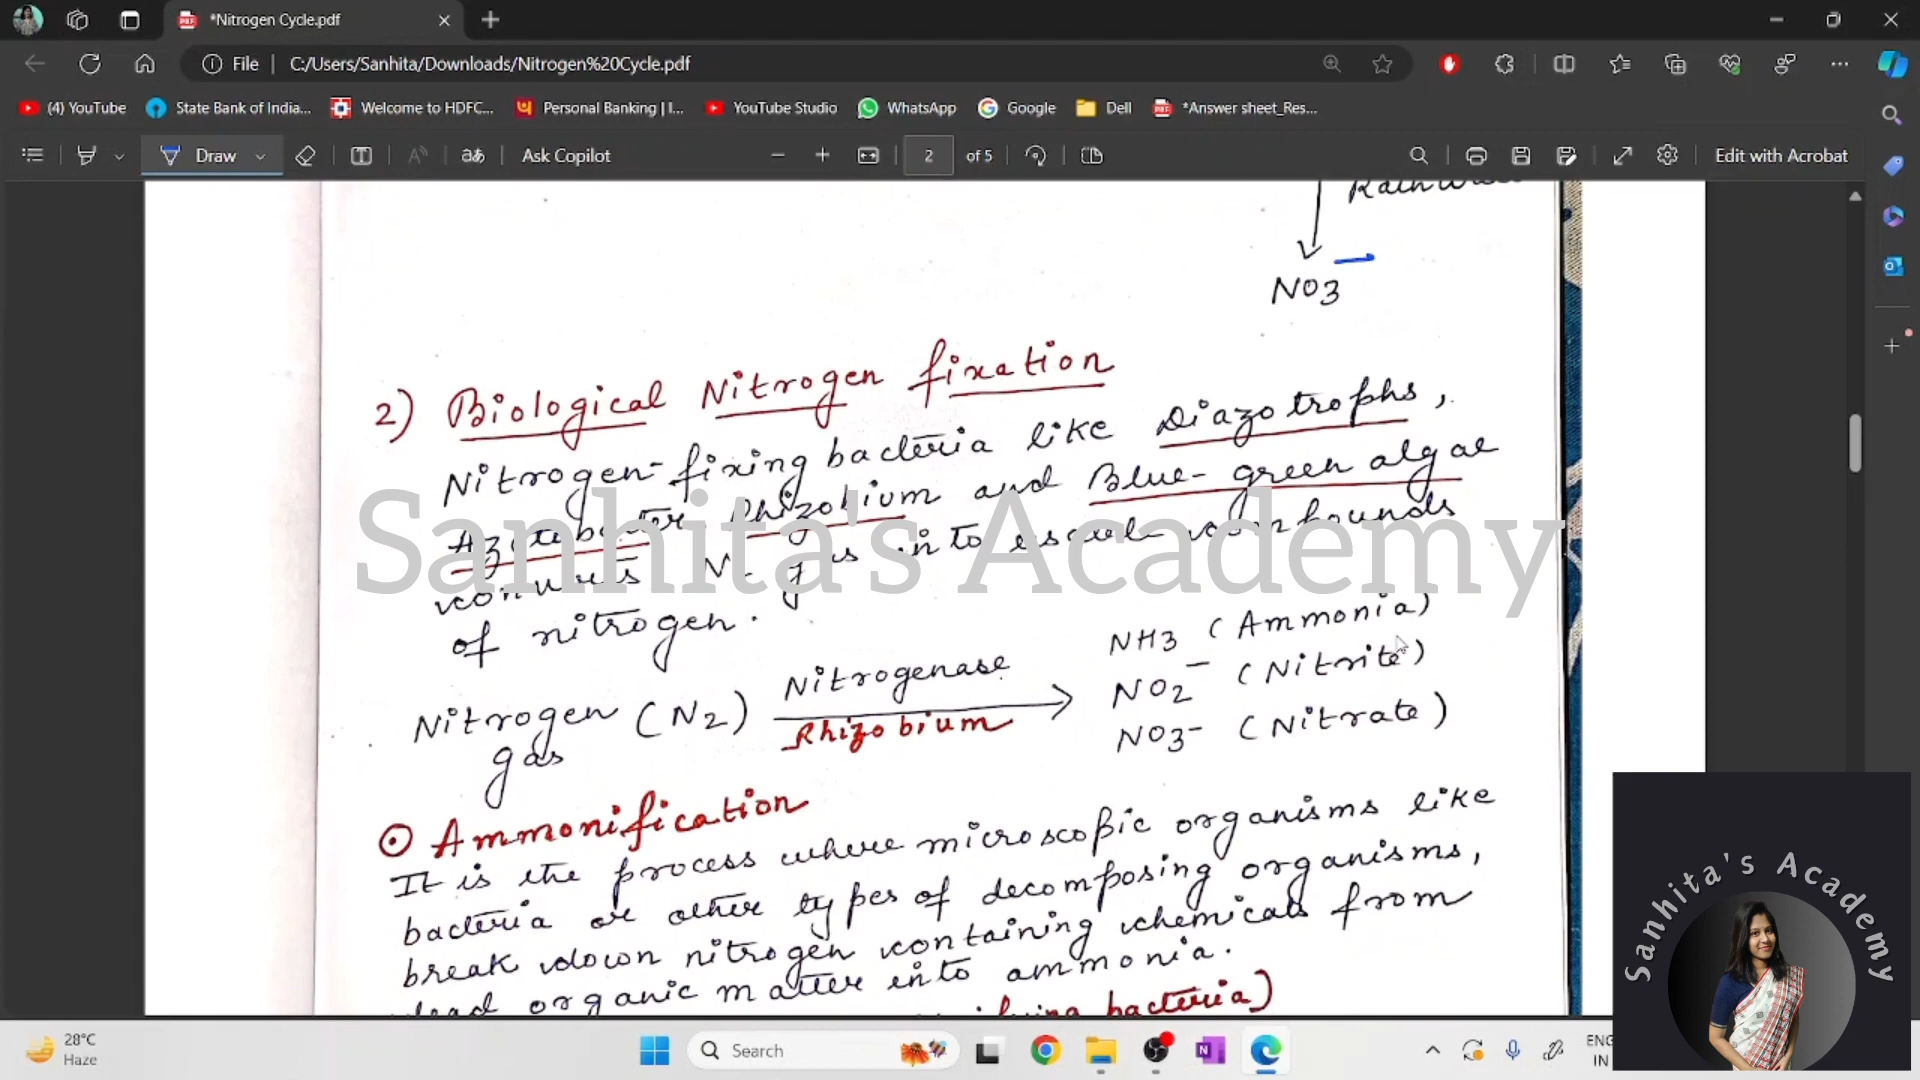 *Nitrogen Cycle.pdf
File
C:/Users/Sanhita/Downloads/Nitrogen%20Cycle.pdf
(4) YouTube
State Bank of India...
Welcome to HDFC...
Personal Banking | I...
YouTube Studio
WhatsApp
Google
Dell
*Answer sheet_Res...
Draw
Ask Copilot
2 of 5
Edit with Acrobat
NO3
2) Biological Nitrogen fixation
Nitrogen-fixing bacteria like Diazotrophs,
Rhizobium and Blue-green algae
of nitrogen.
Nitrogen gas (N2) Nitrogenase
Rhizobium
NH3 (Ammonia)
NO2- (Nitrite)
NO3- (Nitrate)
Ammonification
It is the process where microscopic organisms like
bacteria or other types of decomposing organisms,
break down nitrogen containing chemicals from
dead organic matter into ammonia.
bacteria)
Sanhita's Academy
Sanhita's Academy
28°C
Haze
Search
ENG
IN